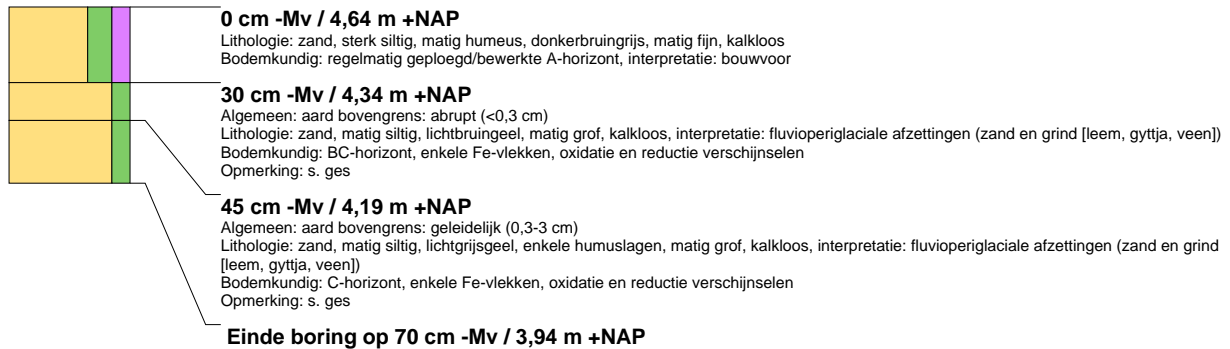 0 cm -Mv / 4,64 m +NAP
Lithologie: zand, sterk siltig, matig humeus, donkerbruingrijs, matig fijn, kalkloos
Bodemkundig: regelmatig geploegd/bewerkte A-horizont, interpretatie: bouwvoor
30 cm -Mv / 4,34 m +NAP
Algemeen: aard bovengrens: abrupt (<0,3 cm)
Lithologie: zand, matig siltig, lichtbruingeel, matig grof, kalkloos, interpretatie: fluvioperiglaciale afzettingen (zand en grind [leem, gyttja, veen])
Bodemkundig: BC-horizont, enkele Fe-vlekken, oxidatie en reductie verschijnselen
Opmerking: s. ges
45 cm -Mv / 4,19 m +NAP
Algemeen: aard bovengrens: geleidelijk (0,3-3 cm)
Lithologie: zand, matig siltig, lichtgrijsgeel, enkele humuslagen, matig grof, kalkloos, interpretatie: fluvioperiglaciale afzettingen (zand en grind
[leem, gyttja, veen])
Bodemkundig: C-horizont, enkele Fe-vlekken, oxidatie en reductie verschijnselen
Opmerking: s. ges
Einde boring op 70 cm -Mv / 3,94 m +NAP